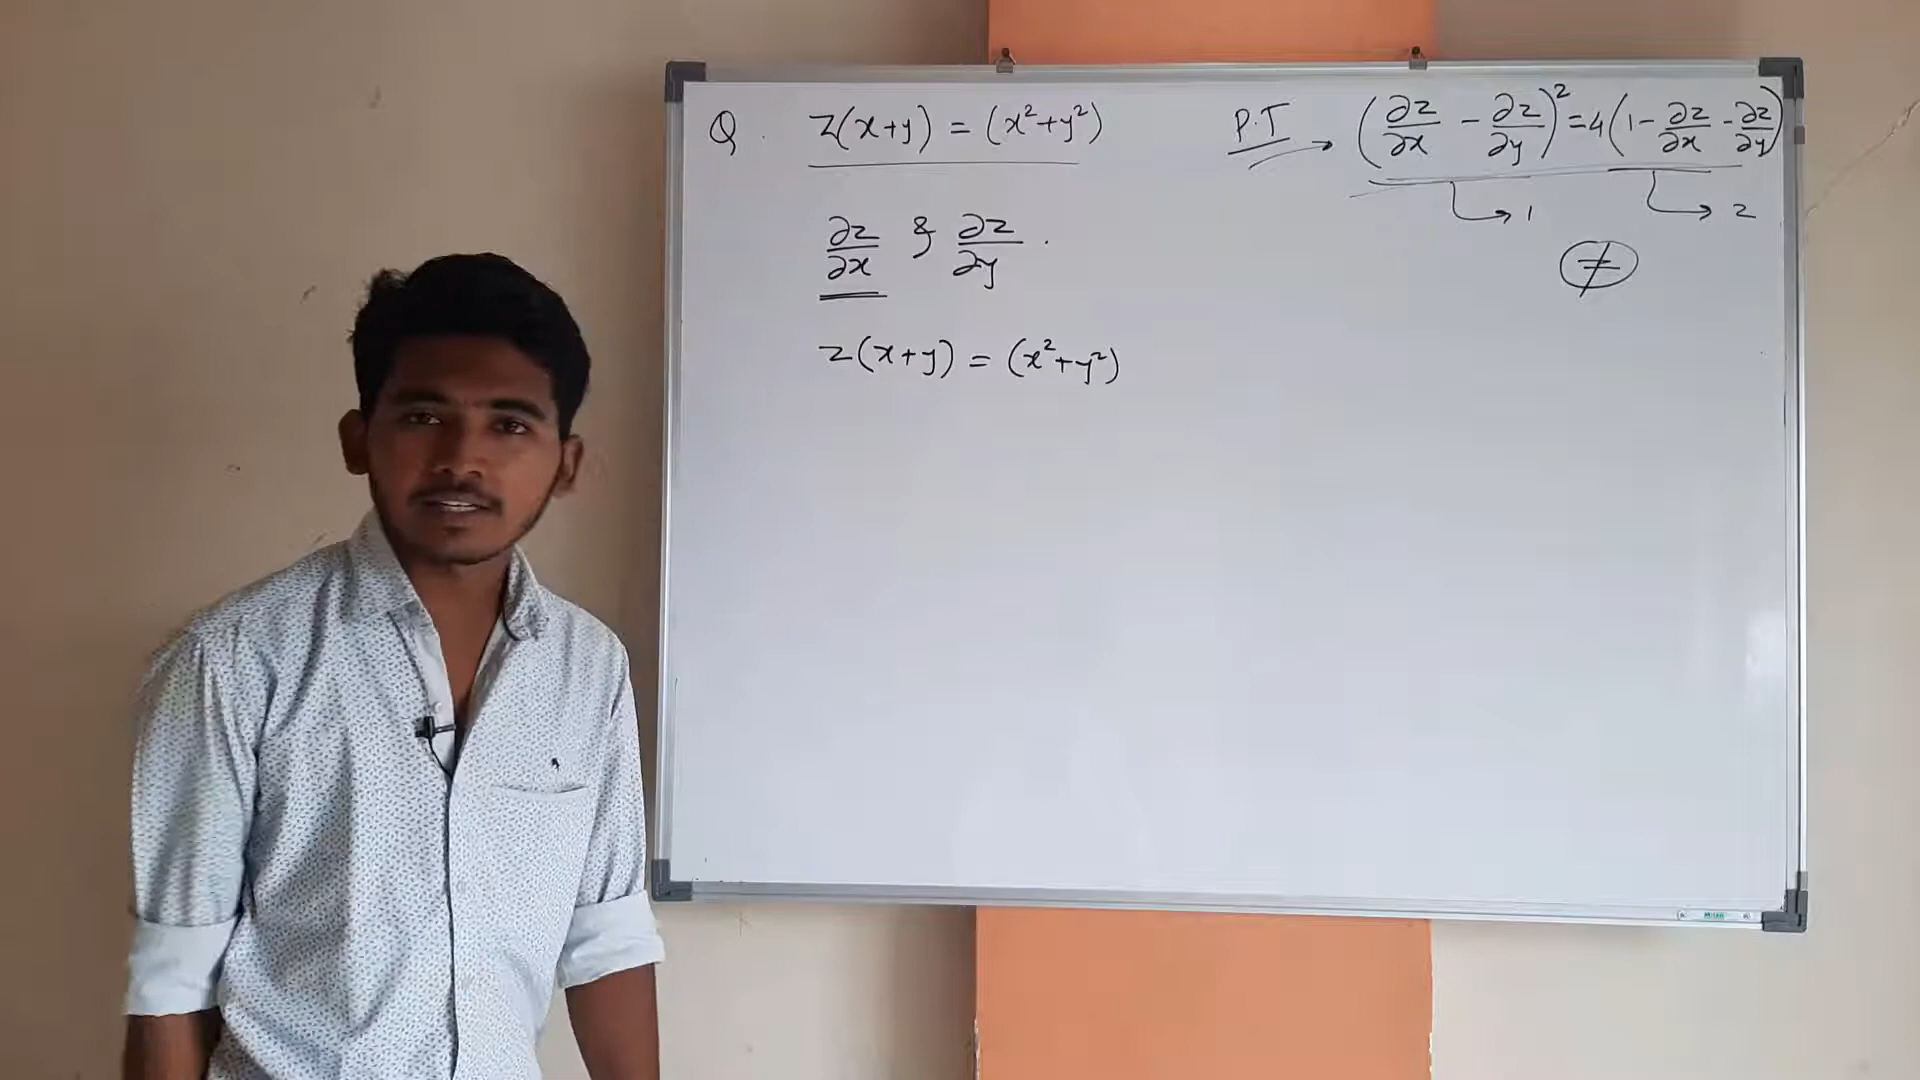 Q. z(x+y) = (x²+y²) P.T → (∂z/∂x - ∂z/∂y)² = 4(1 - ∂z/∂x - ∂z/∂y)
→ 1 → 2
∂z/∂x & ∂z/∂y .
≠
z(x+y) = (x²+y²)